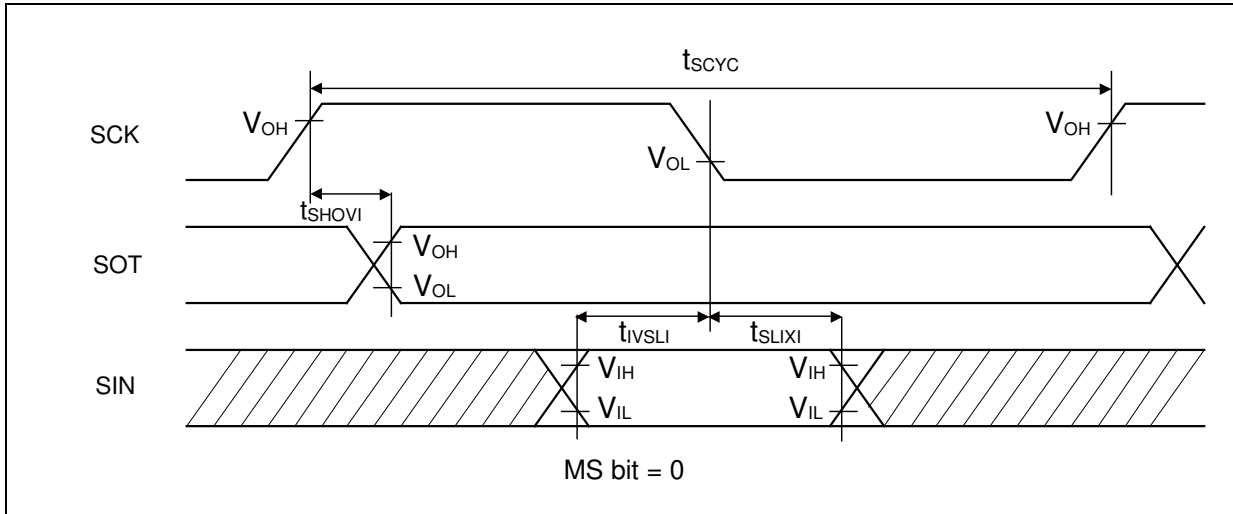 tSCYC
SCK
VOH
VOL
VOH
tSHOVI
SOT
VOH
VOL
tIVSLI
tSLIXI
SIN
VIH
VIL
VIH
VIL
MS bit = 0